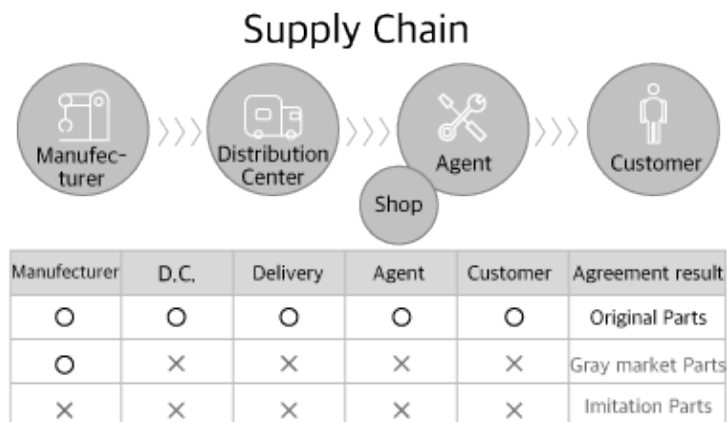 Supply Chain
Manufec-
turer
Distribution
Center
Agent
Customer
Shop
Manufecturer D.C. Delivery Agent Customer Agreement result
O O O O O Original Parts
O × × × × Gray market Parts
× × × × × Imitation Parts